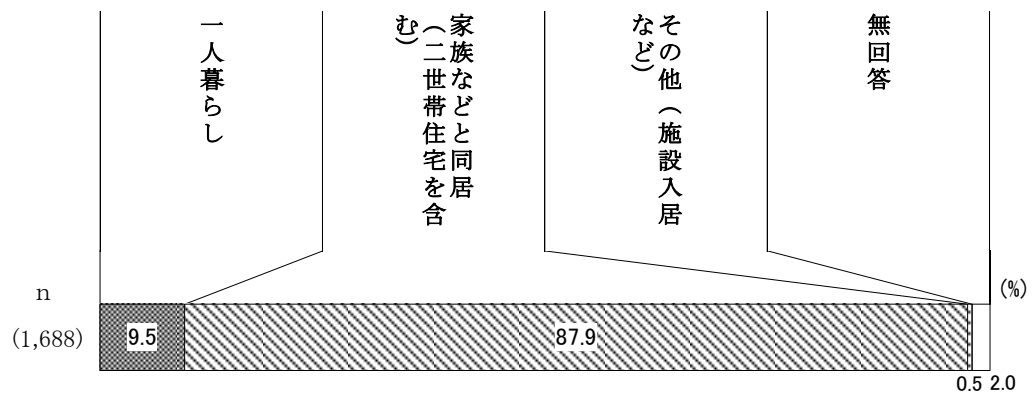 一人暮らし
家族などと同居
（二世帯住宅を含
む）
その他（施設入居
など）
無回答
n
(%)
(1,688)
9.5
87.9
0.5
2.0